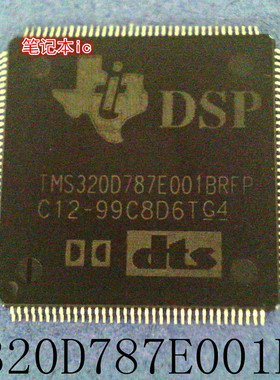 笔记本ic
DSP
TMS320D787E001BRFP
C12-99C8D6TG4
dts
320D787E001